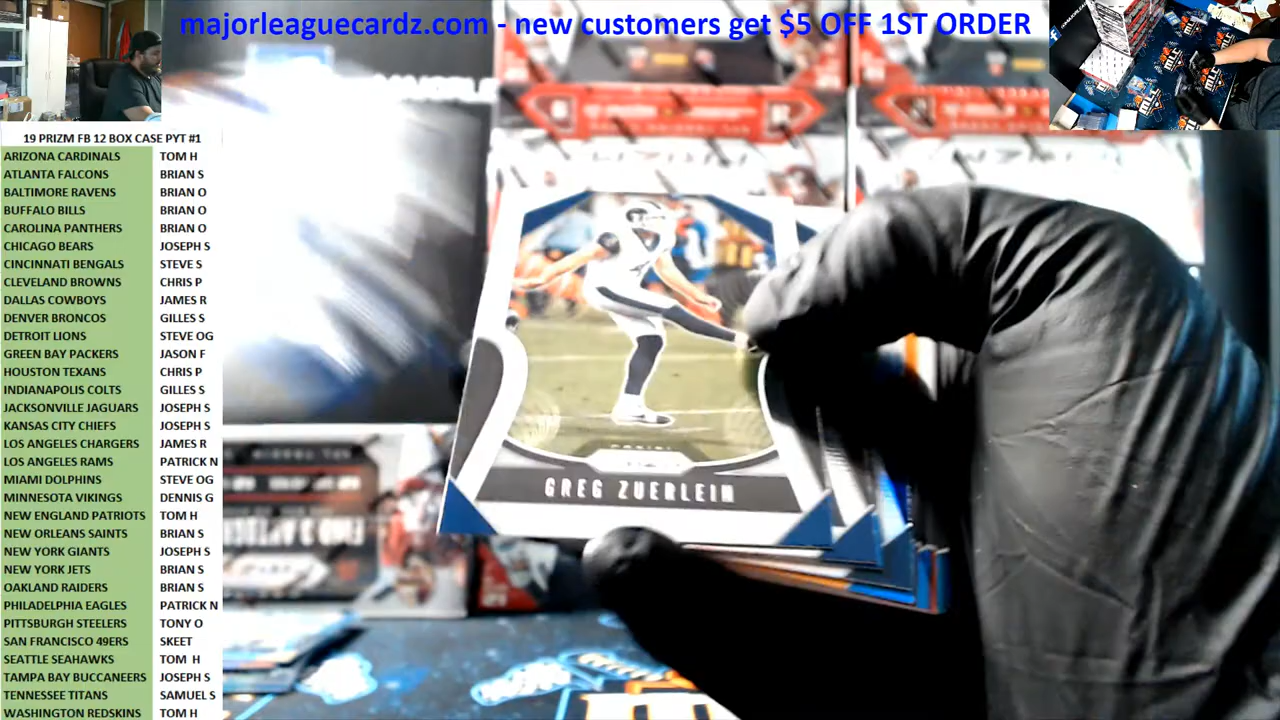 majorleaguecardz.com - new customers get $5 OFF 1ST ORDER
19 PRIZM FB 12 BOX CASE PYT #1
ARIZONA CARDINALS TOM H
ATLANTA FALCONS BRIAN S
BALTIMORE RAVENS BRIAN O
BUFFALO BILLS BRIAN O
CAROLINA PANTHERS BRIAN O
CHICAGO BEARS JOSEPH S
CINCINNATI BENGALS STEVE S
CLEVELAND BROWNS CHRIS P
DALLAS COWBOYS JAMES R
DENVER BRONCOS GILLES S
DETROIT LIONS STEVE OG
GREEN BAY PACKERS JASON F
HOUSTON TEXANS CHRIS P
INDIANAPOLIS COLTS GILLES S
JACKSONVILLE JAGUARS JOSEPH S
KANSAS CITY CHIEFS JOSEPH S
LOS ANGELES CHARGERS JAMES R
LOS ANGELES RAMS PATRICK N
MIAMI DOLPHINS STEVE OG
MINNESOTA VIKINGS DENNIS G
NEW ENGLAND PATRIOTS TOM H
NEW ORLEANS SAINTS BRIAN S
NEW YORK GIANTS JOSEPH S
NEW YORK JETS BRIAN S
OAKLAND RAIDERS BRIAN S
PHILADELPHIA EAGLES PATRICK N
PITTSBURGH STEELERS TONY O
SAN FRANCISCO 49ERS SKEET
SEATTLE SEAHAWKS TOM H
TAMPA BAY BUCCANEERS JOSEPH S
TENNESSEE TITANS SAMUEL S
WASHINGTON REDSKINS TOM H
GREG ZUERLEIN